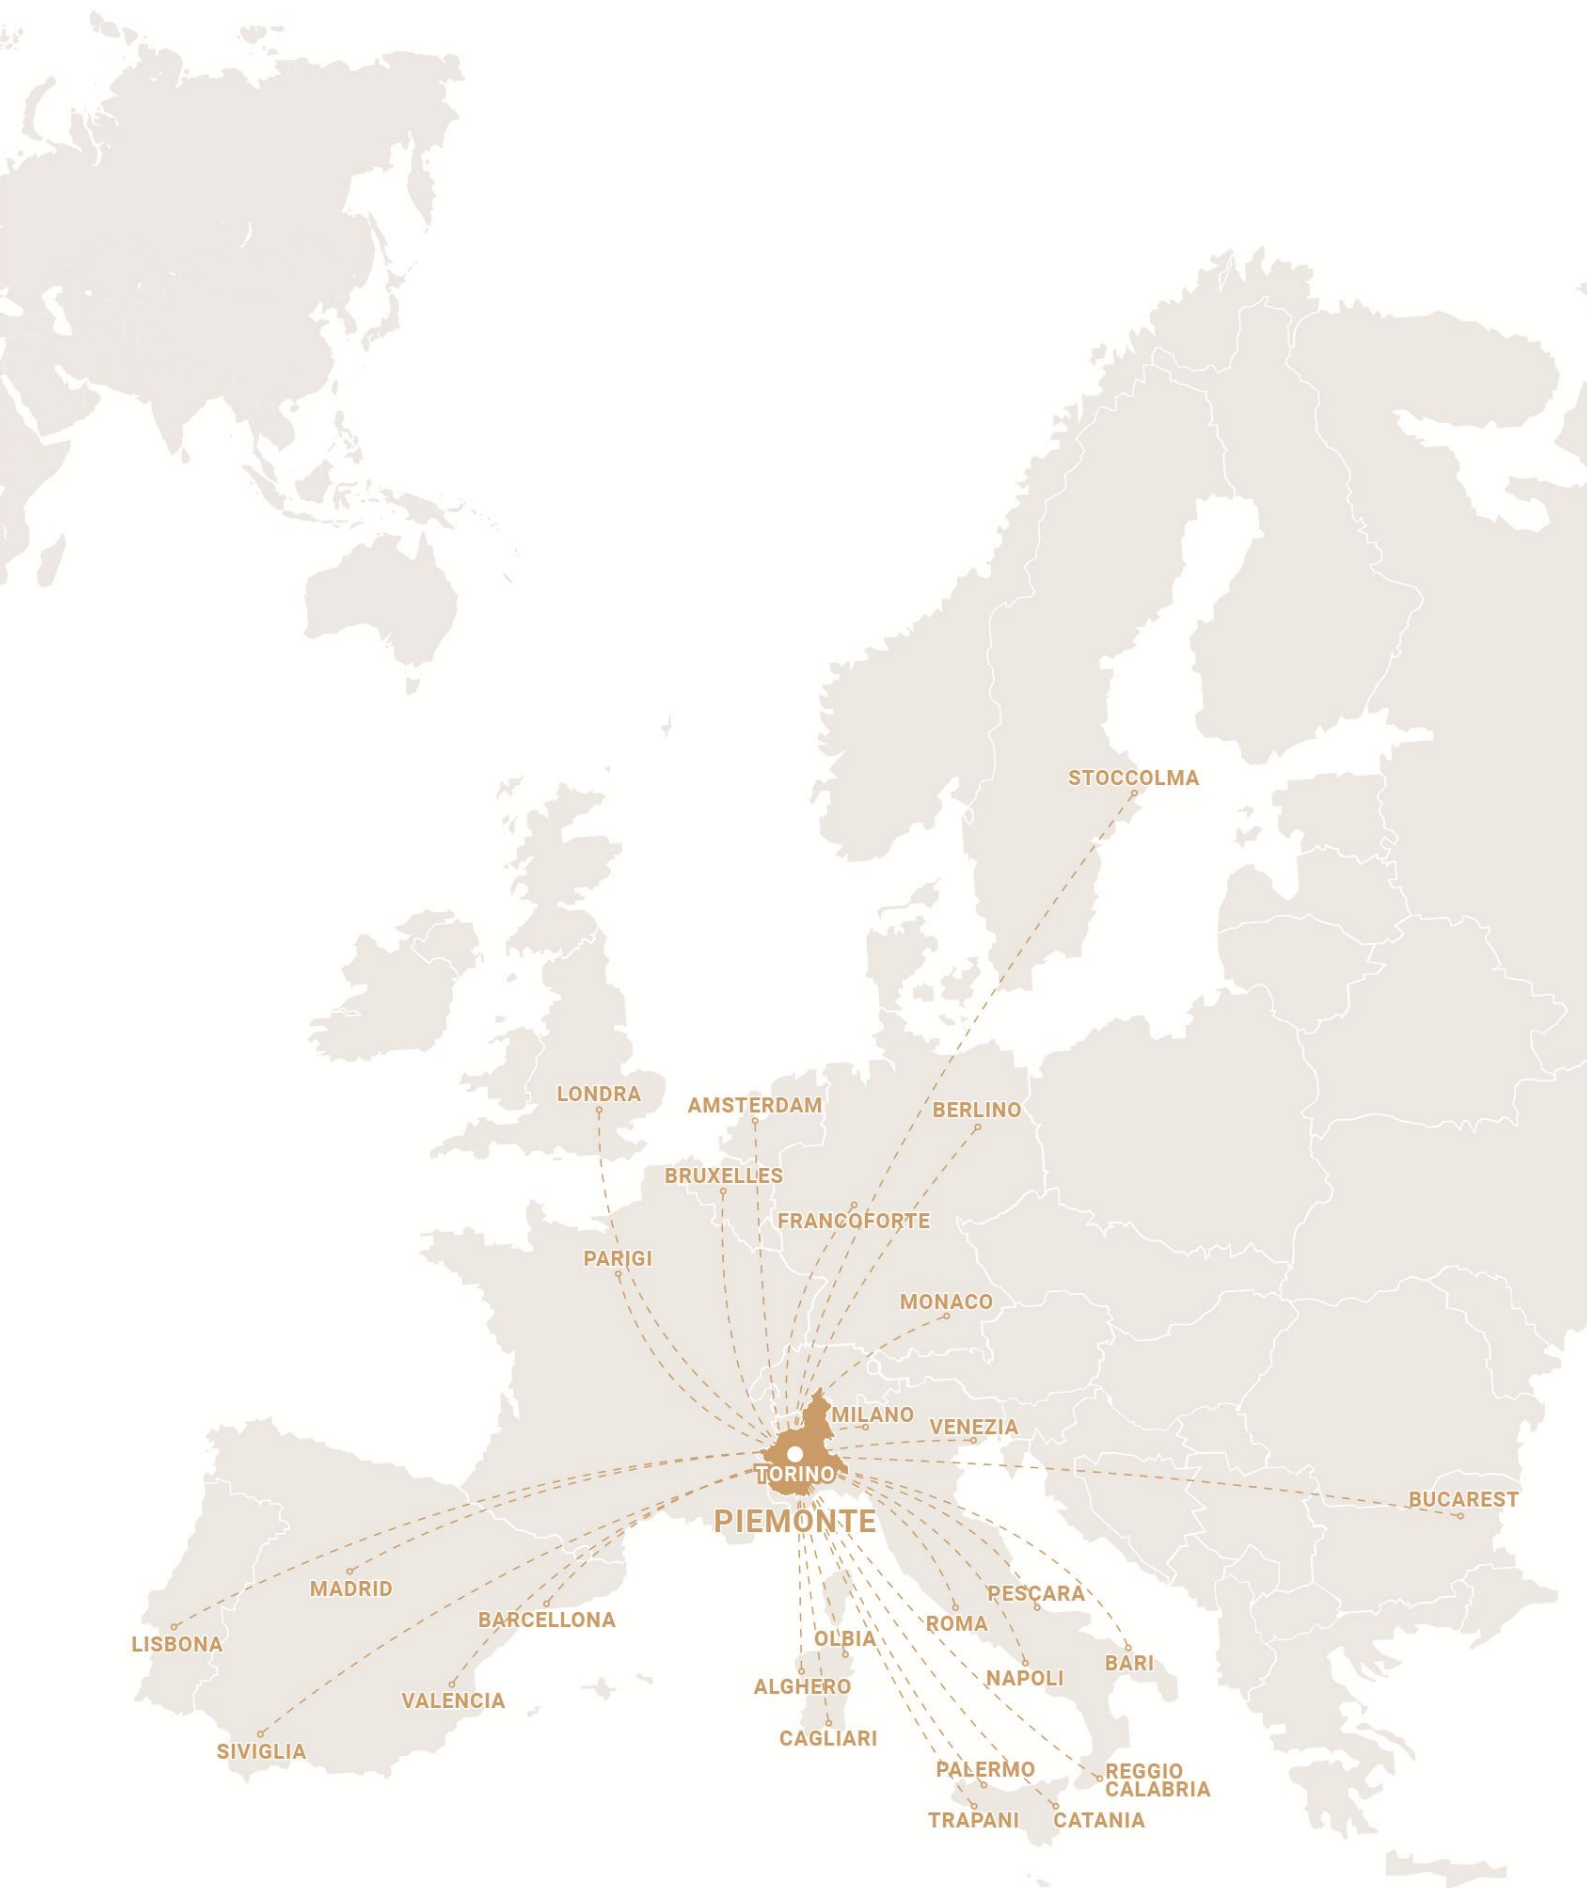 STOCCOLMA
LONDRA
AMSTERDAM
BERLINO
BRUXELLES
FRANCOFORTE
PARIGI
MONACO
MILANO
VENEZIA
TORINO
BUCAREST
PIEMONTE
MADRID
PESCARA
BARCELLONA
ROMA
LISBONA
OLBIA
BARI
NAPOLI
ALGHERO
VALENCIA
CAGLIARI
SIVIGLIA
PALERMO
REGGIO
CALABRIA
TRAPANI
CATANIA